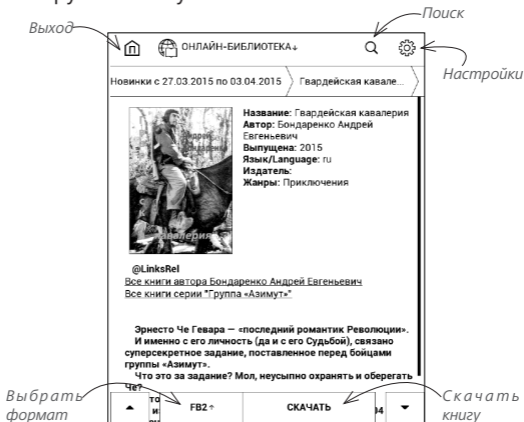 Поиск
Выход
ОНЛАЙН-БИБЛИОТЕКА↓
Настройки
Новинки с 27.03.2015 по 03.04.2015
Гвардейская кавале...
Андрей
Бондаренко
кавалерия
Название: Гвардейская кавалерия
Автор: Бондаренко Андрей
Евгеньевич
Выпущена: 2015
Язык/Language: ru
Издатель:
Жанры: Приключения
@LinksRel
Все книги автора Бондаренко Андрей Евгеньевич
Все книги серии "Группа «Азимут»"
Эрнесто Че Гевара — «последний романтик Революции».
И именно с его личность (да и с его Судьбой), связано
суперсекретное задание, поставленное перед бойцами
группы «Азимут».
Что это за задание? Мол, неусыпно охранять и оберегать
Че?
Выбрать
формат
FB2↑
СКАЧАТЬ
Скачать
книгу